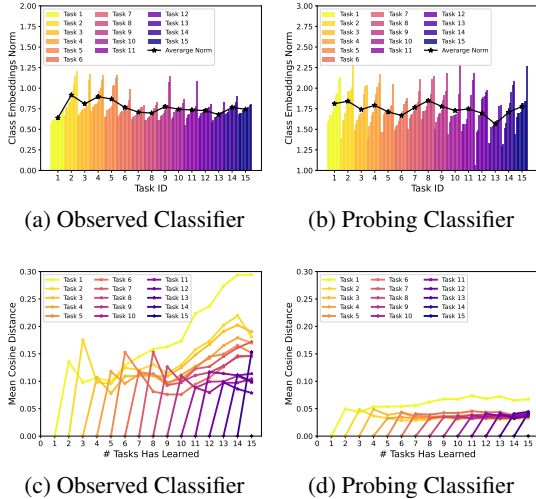 2.00
1.75
1.50
1.25
1.00
0.75
0.50
0.25
0.00
Class Embeddings Norm
Task 1
Task 2
Task 3
Task 4
Task 5
Task 6
Task 7
Task 8
Task 9
Task 10
Task 11
Task 12
Task 13
Task 14
Task 15
Averarge Norm
1 2 3 4 5 6 7 8 9 10 11 12 13 14 15
Task ID
(a) Observed Classifier
3.00
2.75
2.50
2.25
2.00
1.75
1.50
1.25
1.00
Class Embeddings Norm
Task 1
Task 2
Task 3
Task 4
Task 5
Task 6
Task 7
Task 8
Task 9
Task 10
Task 11
Task 12
Task 13
Task 14
Task 15
Averarge Norm
1 2 3 4 5 6 7 8 9 10 11 12 13 14 15
Task ID
(b) Probing Classifier
0.30
0.25
0.20
0.15
0.10
0.05
0.00
Mean Cosine Distance
Task 1
Task 2
Task 3
Task 4
Task 5
Task 6
Task 7
Task 8
Task 9
Task 10
Task 11
Task 12
Task 13
Task 14
Task 15
0 1 2 3 4 5 6 7 8 9 10 11 12 13 14 15
# Tasks Has Learned
(c) Observed Classifier
0.30
0.25
0.20
0.15
0.10
0.05
0.00
Mean Cosine Distance
Task 1
Task 2
Task 3
Task 4
Task 5
Task 6
Task 7
Task 8
Task 9
Task 10
Task 11
Task 12
Task 13
Task 14
Task 15
0 1 2 3 4 5 6 7 8 9 10 11 12 13 14 15
# Tasks Has Learned
(d) Probing Classifier